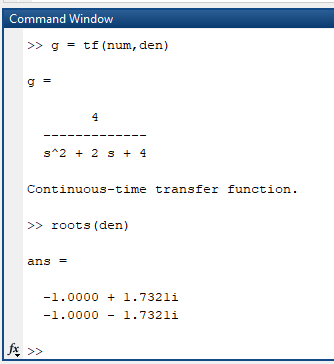 Command Window
>> g = tf(num,den)
g =
4
-------------
s^2 + 2 s + 4
Continuous-time transfer function.
>> roots(den)
ans =
-1.0000 + 1.7321i
-1.0000 - 1.7321i
fx >>